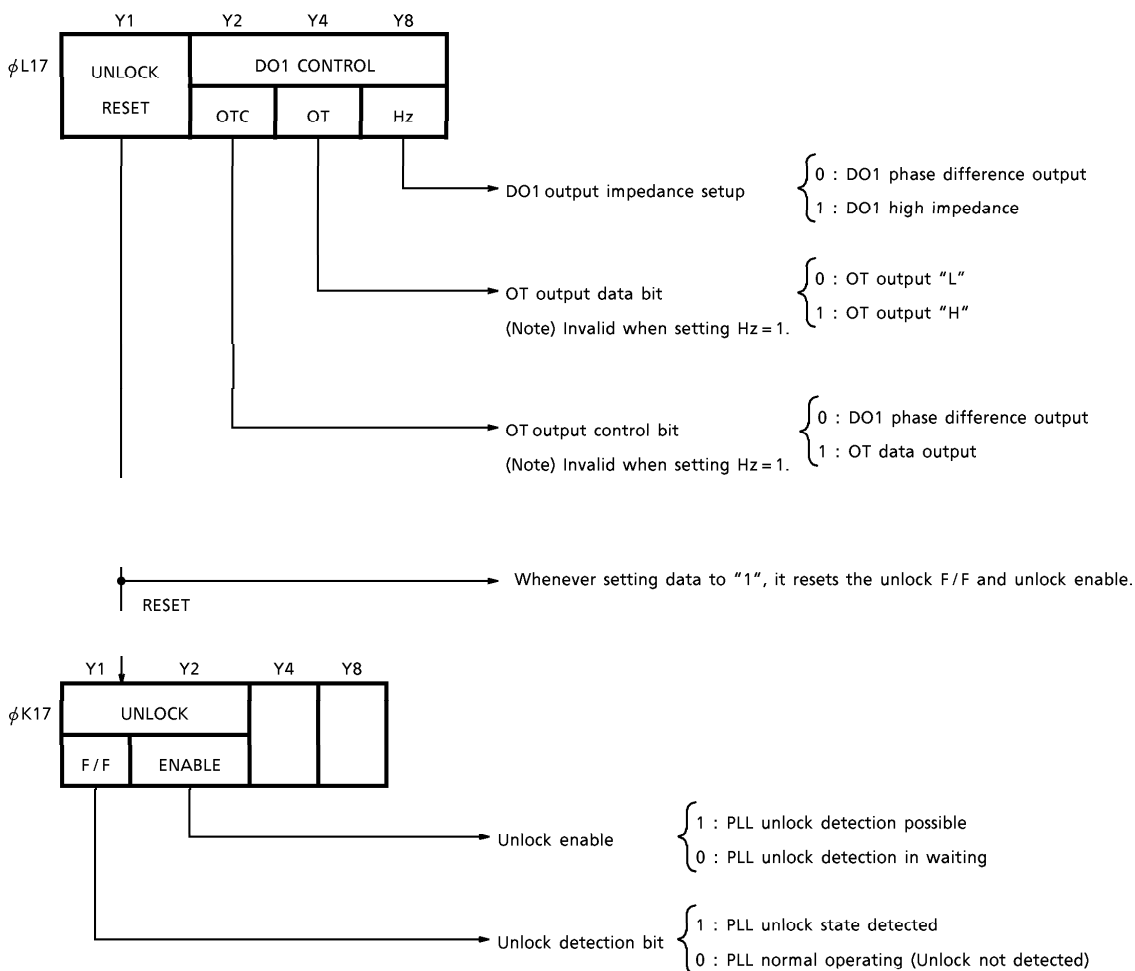 Y1 Y2 Y4 Y8
φL17
UNLOCK
RESET
DO1 CONTROL
OTC OT Hz
DO1 output impedance setup
0 : DO1 phase difference output
1 : DO1 high impedance
OT output data bit
(Note) Invalid when setting Hz = 1.
0 : OT output "L"
1 : OT output "H"
OT output control bit
(Note) Invalid when setting Hz = 1.
0 : DO1 phase difference output
1 : OT data output
Whenever setting data to "1", it resets the unlock F/F and unlock enable.
RESET
Y1 Y2 Y4 Y8
φK17
UNLOCK
F/F ENABLE
Unlock enable
1 : PLL unlock detection possible
0 : PLL unlock detection in waiting
Unlock detection bit
1 : PLL unlock state detected
0 : PLL normal operating (Unlock not detected)